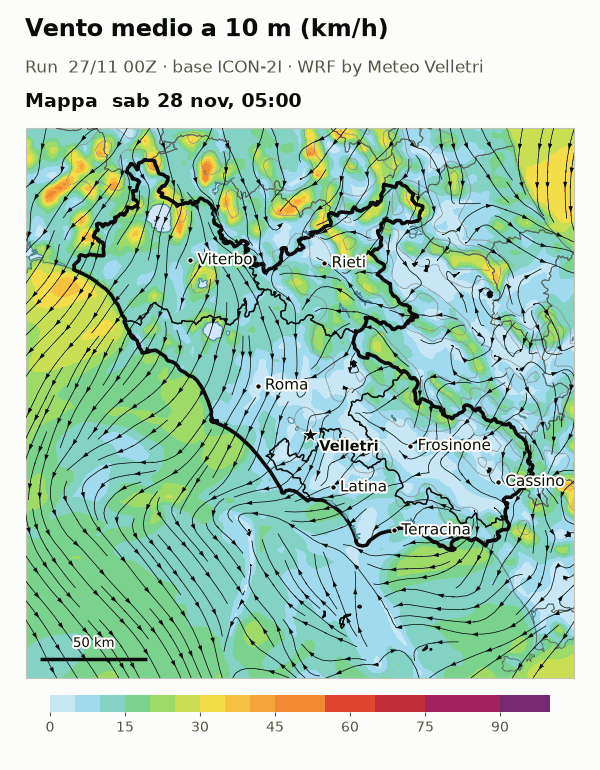 Vento medio a 10 m (km/h)
Run  27/11 00Z · base ICON-2I · WRF by Meteo Velletri
Mappa  sab 28 nov, 05:00
Viterbo
Rieti
Roma
Velletri
Frosinone
Latina
Cassino
Terracina
50 km
0 15 30 45 60 75 90